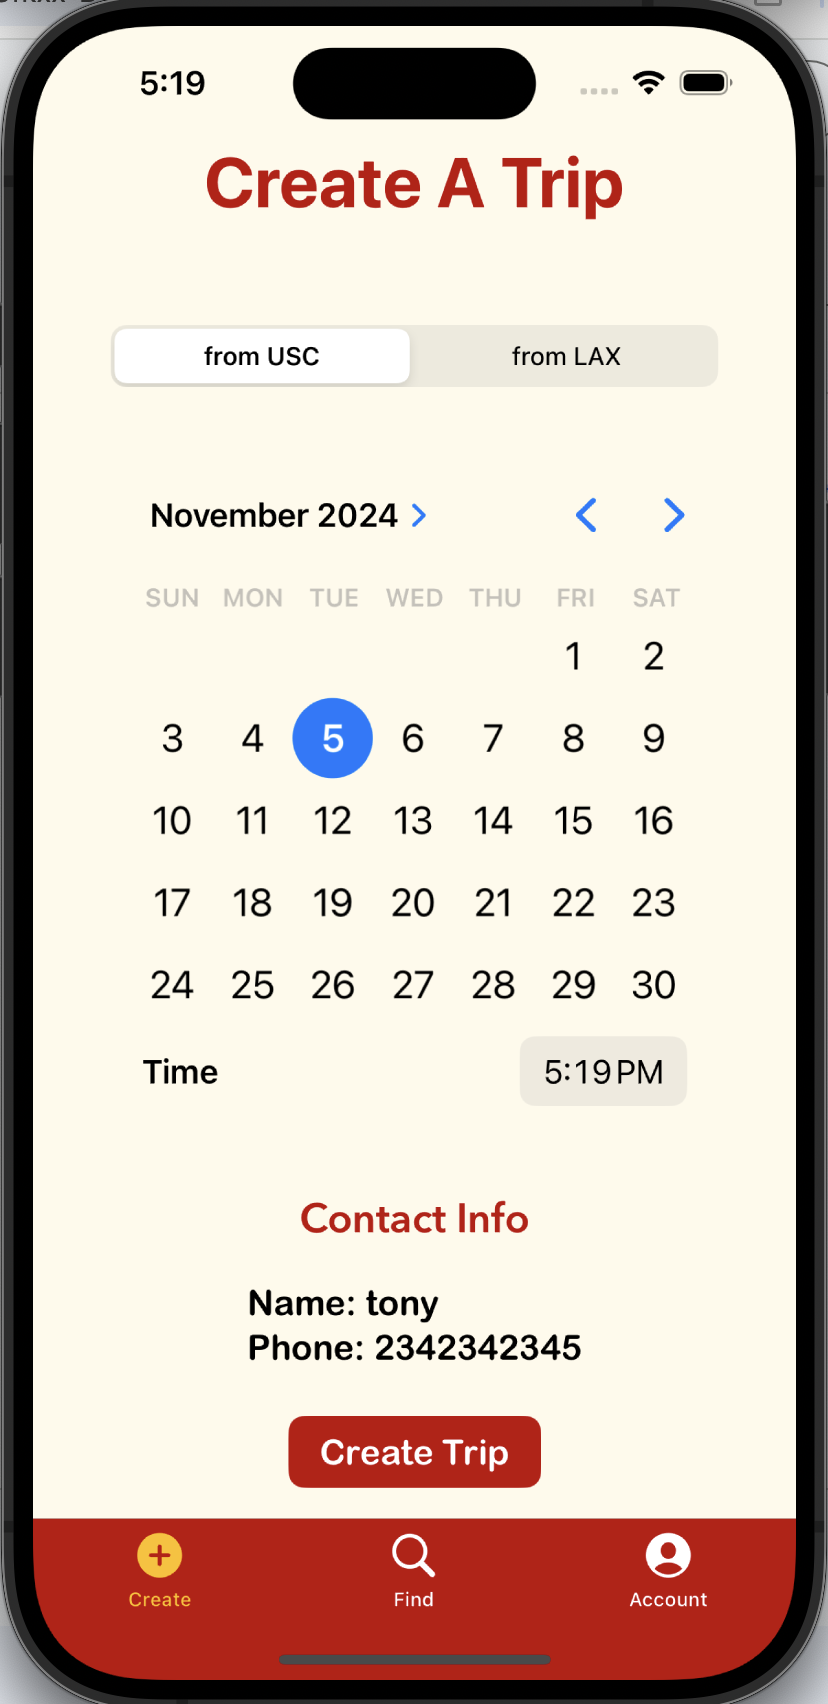 5:19
Create A Trip
from USC from LAX
November 2024
SUN MON TUE WED THU FRI SAT
1 2
3 4 5 6 7 8 9
10 11 12 13 14 15 16
17 18 19 20 21 22 23
24 25 26 27 28 29 30
Time 5:19 PM
Contact Info
Name: tony
Phone: 2342342345
Create Trip
Create Find Account